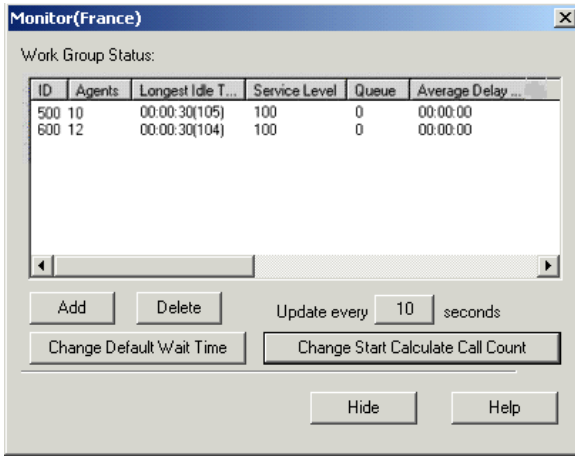 Monitor(France)
Work Group Status:
ID Agents Longest Idle T... Service Level Queue Average Delay ...
500 10 00:00:30(105) 100 0 00:00:00
600 12 00:00:30(104) 100 0 00:00:00
Add Delete Update every 10 seconds
Change Default Wait Time Change Start Calculate Call Count
Hide Help